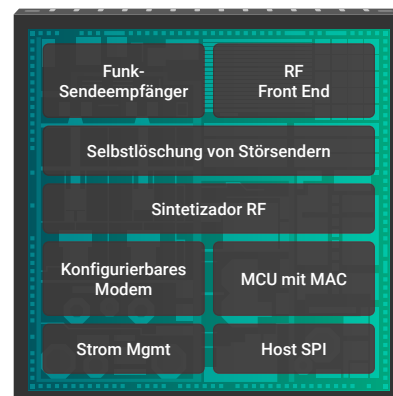 Funk-
Sendeempfänger
RF
Front End
Selbstlöschung von Störsendern
Sintetizador RF
Konfigurierbares
Modem
MCU mit MAC
Strom Mgmt
Host SPI